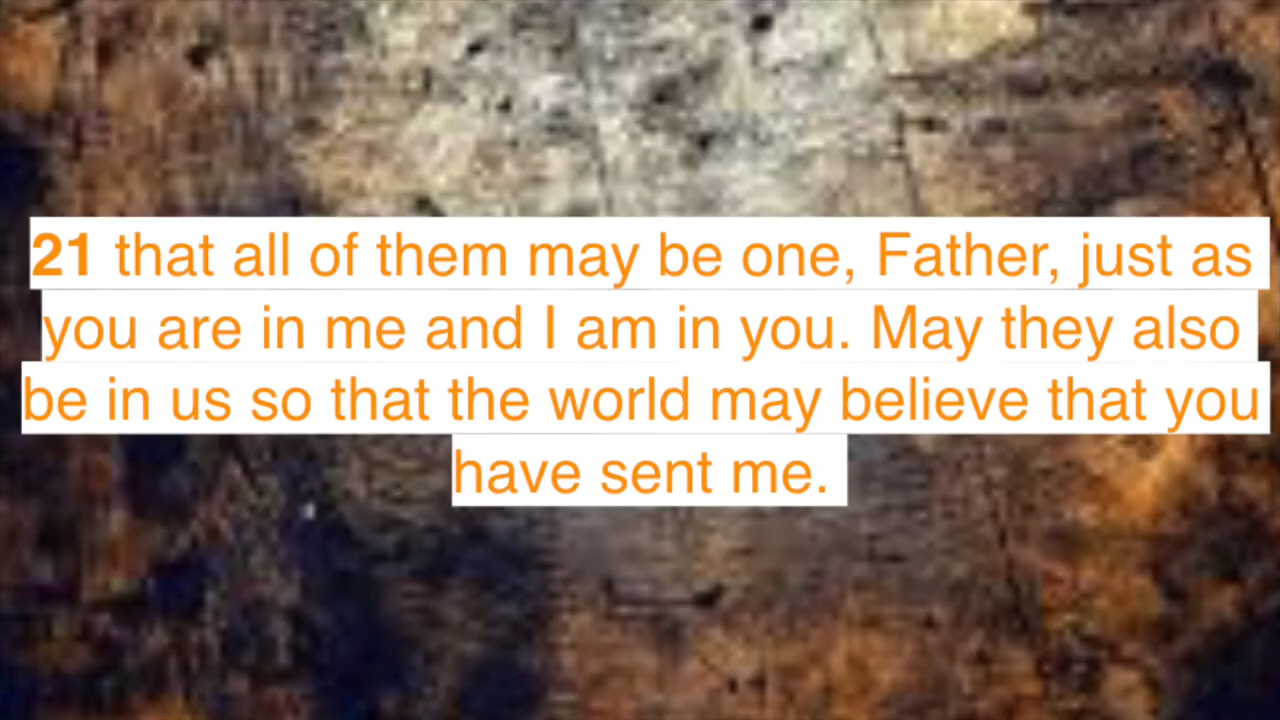 21 that all of them may be one, Father, just as
you are in me and I am in you. May they also
be in us so that the world may believe that you
have sent me.